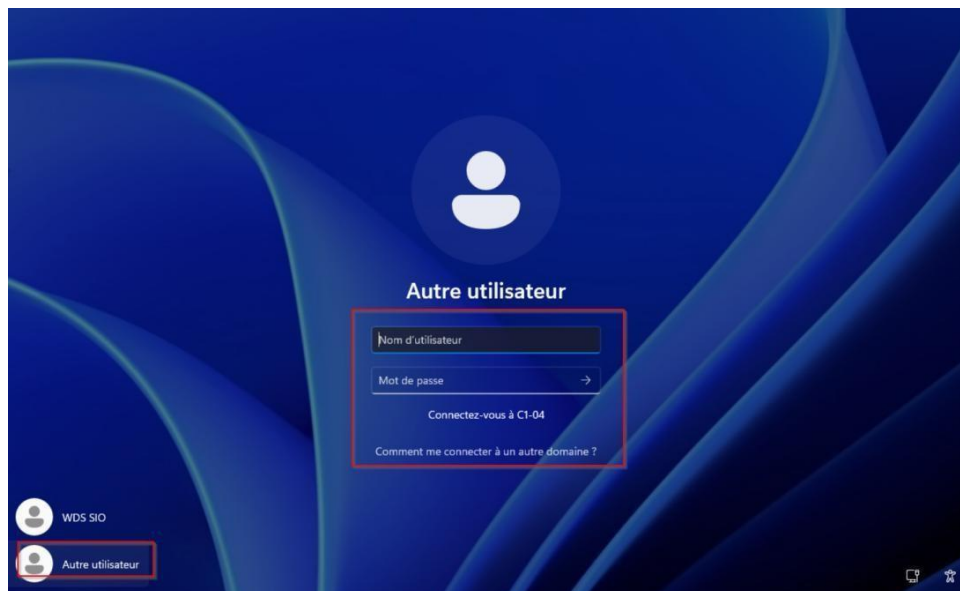 Autre utilisateur
Nom d'utilisateur
Mot de passe
Connectez-vous à C1-04
Comment me connecter à un autre domaine ?
WDS SIO
Autre utilisateur